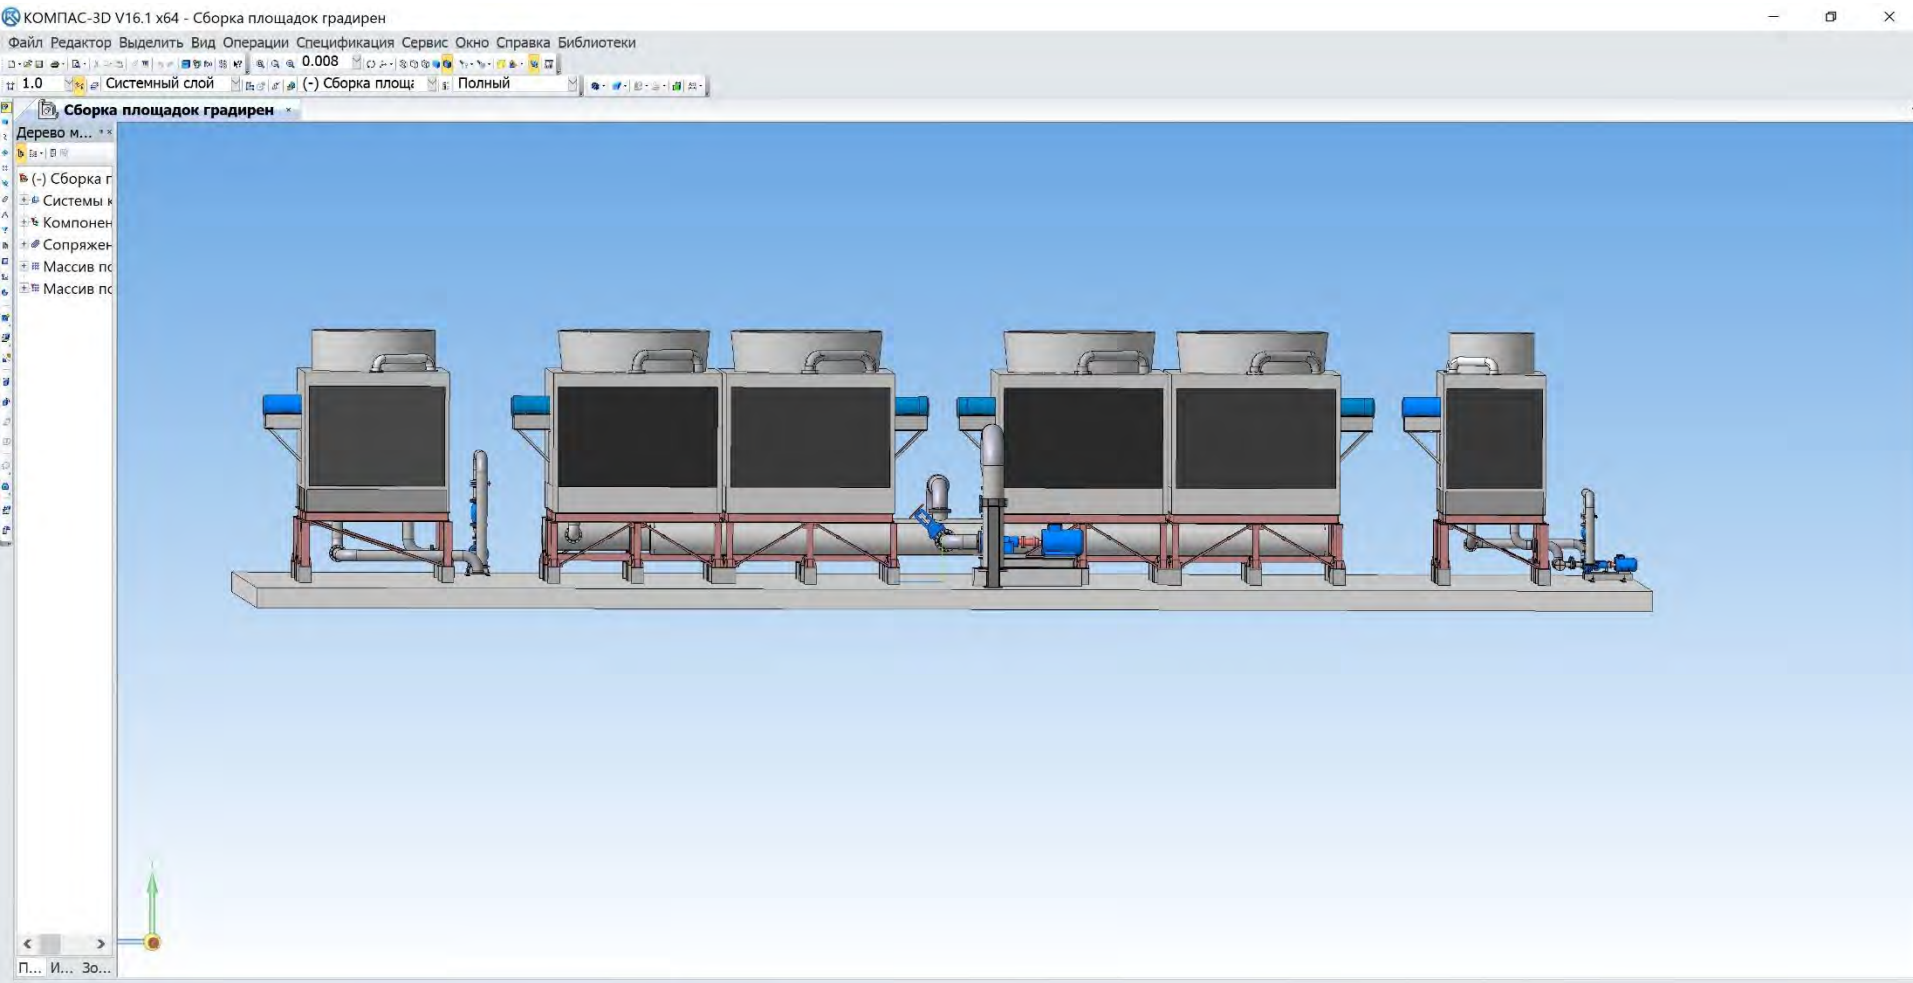 КОМПАС-3D V16.1 x64 - Сборка площадок градирен
Файл Редактор Выделить Вид Операции Спецификация Сервис Окно Справка Библиотеки
0.008
1.0 Системный слой (-) Сборка площа Полный
Сборка площадок градирен
Дерево м...
(-) Сборка п
Системы к
Компонен
Сопряжен
Массив по
Массив по
П... И... Зо...